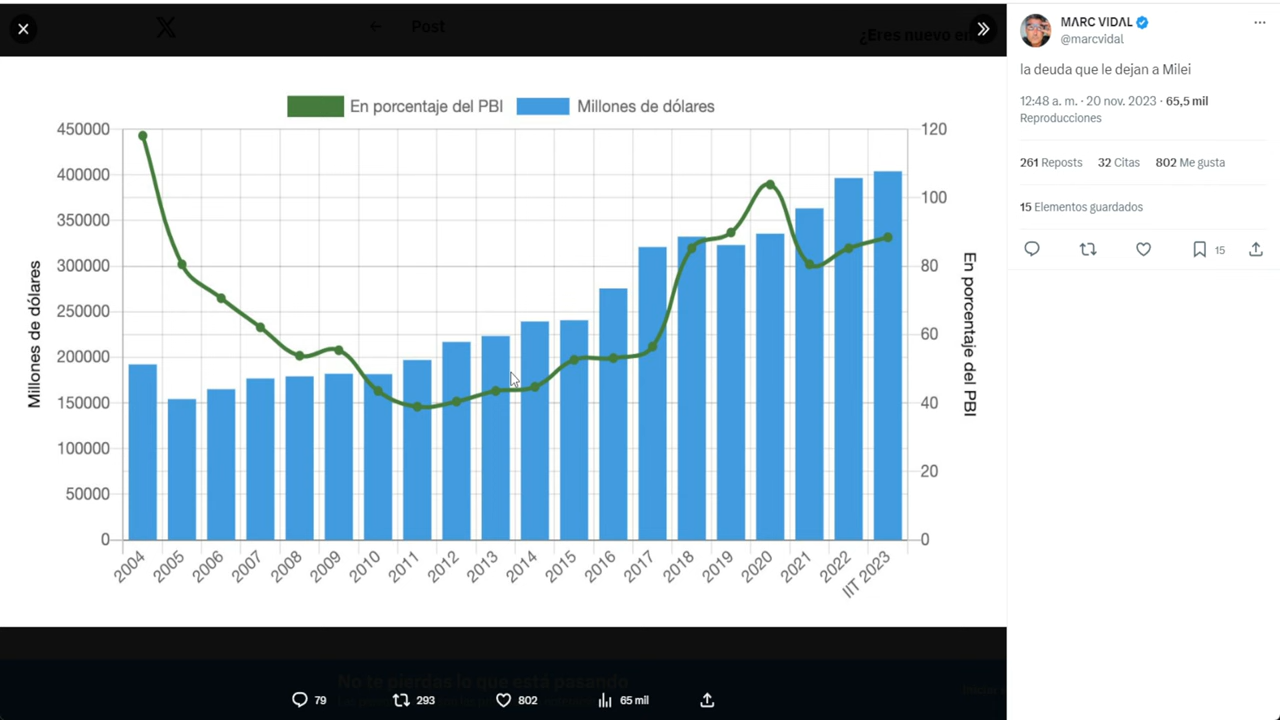 Post
¿Eres nuevo en
En porcentaje del PBI
Millones de dólares
450000
400000
350000
300000
250000
200000
150000
100000
50000
0
Millones de dólares
120
100
80
60
40
20
0
En porcentaje del PBI
2004
2005
2006
2007
2008
2009
2010
2011
2012
2013
2014
2015
2016
2017
2018
2019
2020
2021
2022
IIT 2023
No te pierdas lo que está pasando
79
293
802
65 mil
MΛRC VIDΛL
@marcvidal
la deuda que le dejan a Milei
12:48 a. m. · 20 nov. 2023 · 65,5 mil
Reproducciones
261 Reposts 32 Citas 802 Me gusta
15 Elementos guardados
15